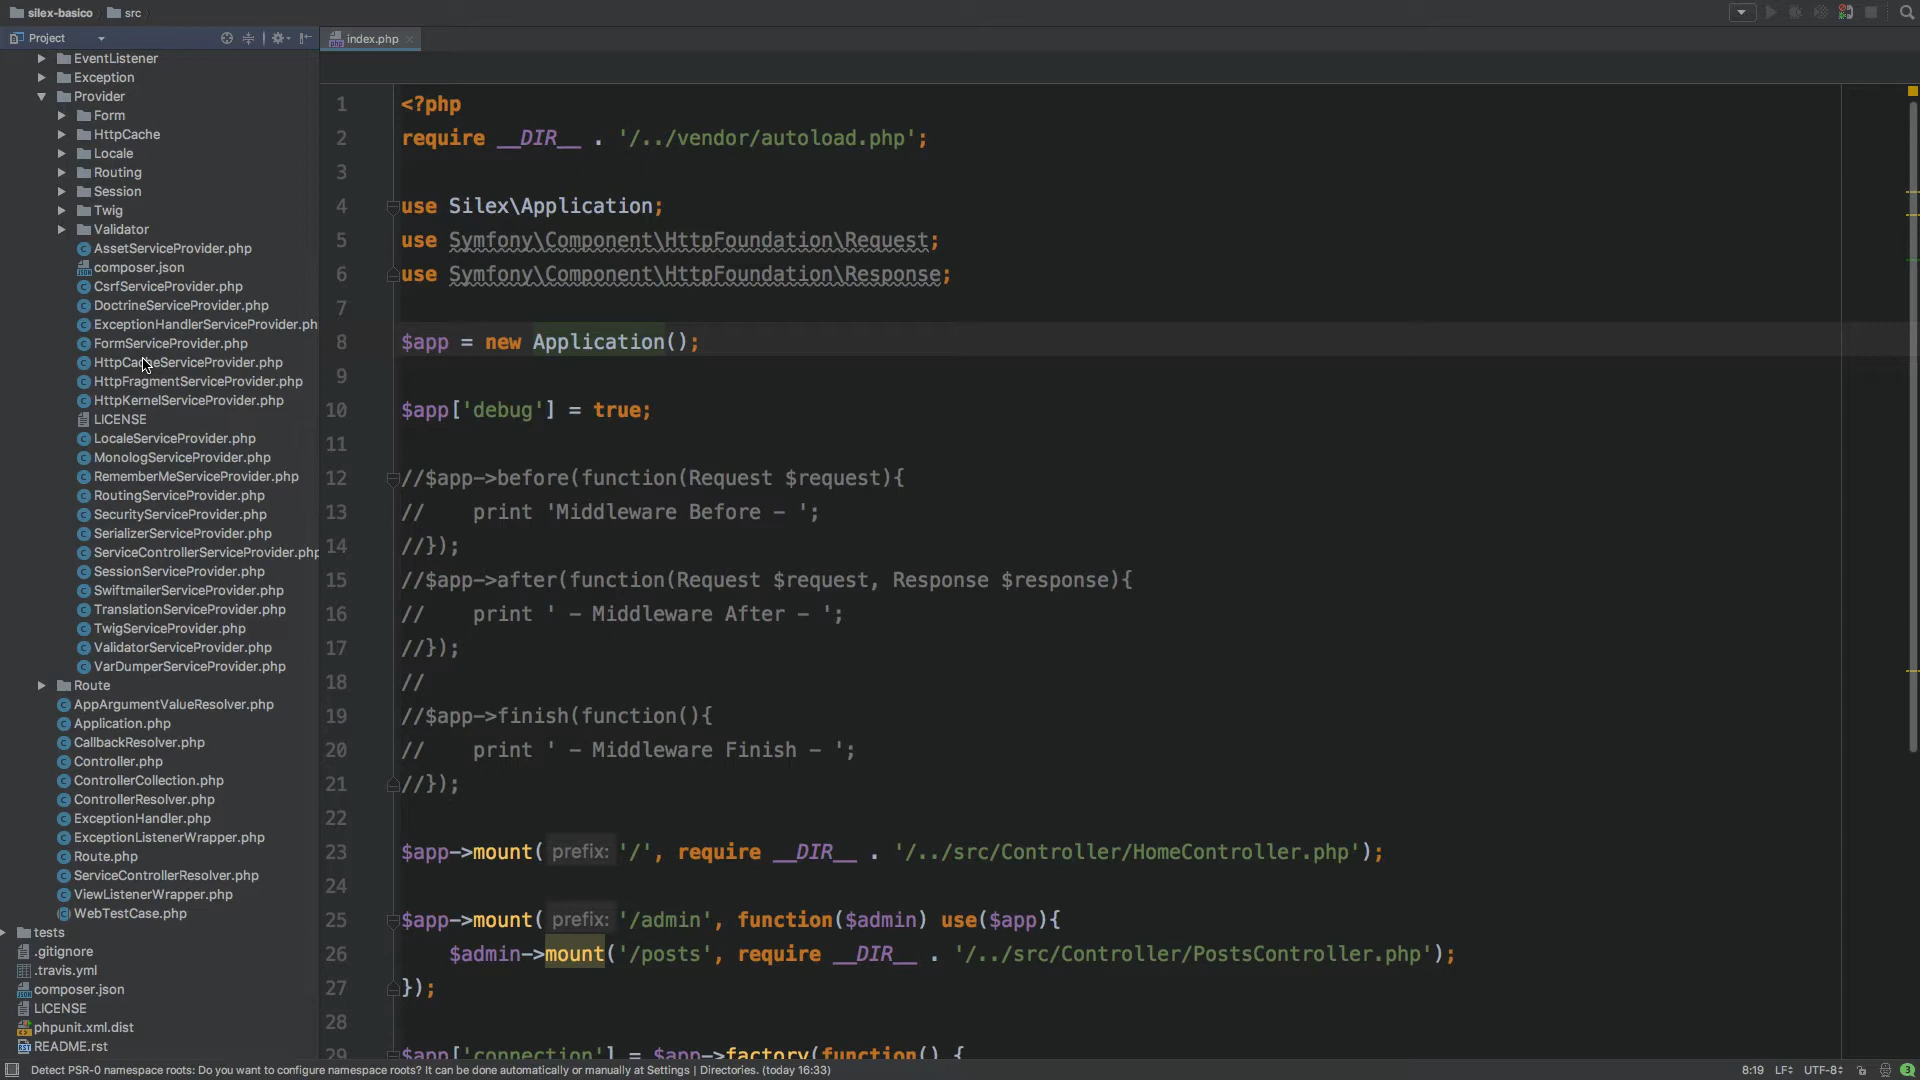 silex-basico src
Project
index.php
EventListener
Exception
Provider
Form
HttpCache
Locale
Routing
Session
Twig
Validator
AssetServiceProvider.php
composer.json
CsrfServiceProvider.php
DoctrineServiceProvider.php
ExceptionHandlerServiceProvider.ph
FormServiceProvider.php
HttpCacheServiceProvider.php
HttpFragmentServiceProvider.php
HttpKernelServiceProvider.php
LICENSE
LocaleServiceProvider.php
MonologServiceProvider.php
RememberMeServiceProvider.php
RoutingServiceProvider.php
SecurityServiceProvider.php
SerializerServiceProvider.php
ServiceControllerServiceProvider.php
SessionServiceProvider.php
SwiftmailerServiceProvider.php
TranslationServiceProvider.php
TwigServiceProvider.php
ValidatorServiceProvider.php
VarDumperServiceProvider.php
Route
AppArgumentValueResolver.php
Application.php
CallbackResolver.php
Controller.php
ControllerCollection.php
ControllerResolver.php
ExceptionHandler.php
ExceptionListenerWrapper.php
Route.php
ServiceControllerResolver.php
ViewListenerWrapper.php
WebTestCase.php
tests
.gitignore
.travis.yml
composer.json
LICENSE
phpunit.xml.dist
README.rst
1 <?php
2 require __DIR__ . '/../vendor/autoload.php';
3
4 use Silex\Application;
5 use Symfony\Component\HttpFoundation\Request;
6 use Symfony\Component\HttpFoundation\Response;
7
8 $app = new Application();
9
10 $app['debug'] = true;
11
12 //$app->before(function(Request $request){
13 //    print 'Middleware Before - ';
14 //});
15 //$app->after(function(Request $request, Response $response){
16 //    print ' - Middleware After - ';
17 //});
18 //
19 //$app->finish(function(){
20 //    print ' - Middleware Finish - ';
21 //});
22
23 $app->mount( prefix: '/', require __DIR__ . '/../src/Controller/HomeController.php');
24
25 $app->mount( prefix: '/admin', function($admin) use($app){
26     $admin->mount('/posts', require __DIR__ . '/../src/Controller/PostsController.php');
27 });
28
29 $app['connection'] = $app->factory(function() {
Detect PSR-0 namespace roots: Do you want to configure namespace roots? It can be done automatically or manually at Settings | Directories. (today 16:33) 8:19 LF UTF-8 3